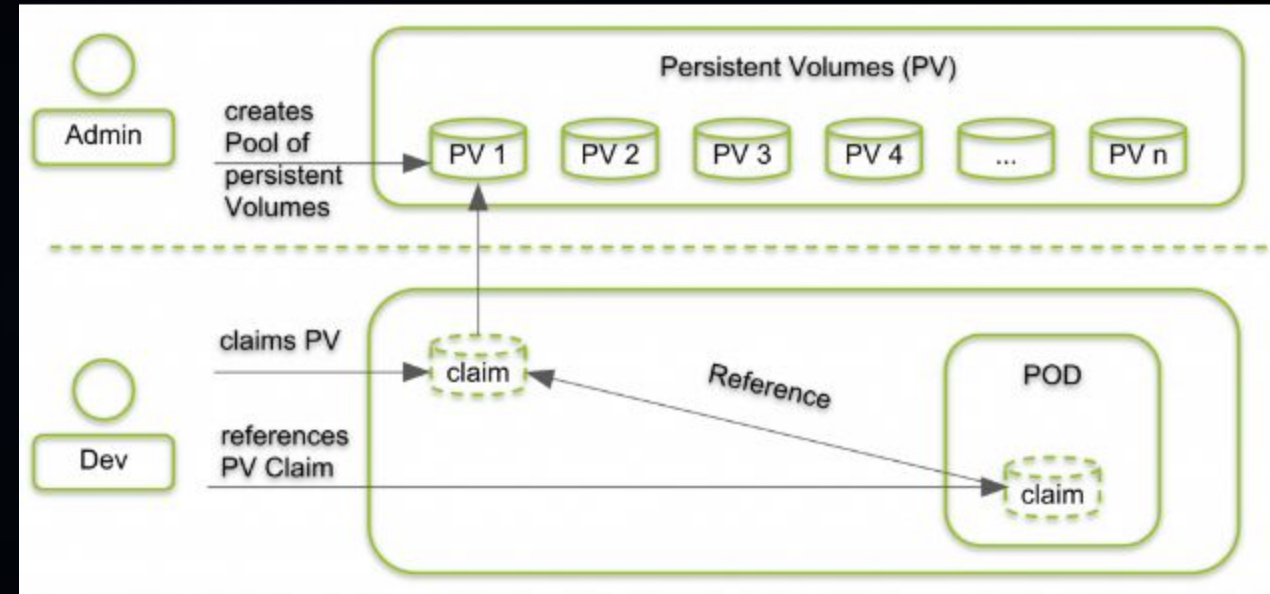 Persistent Volumes (PV)
Admin
creates
Pool of
persistent
Volumes
PV 1
PV 2
PV 3
PV 4
...
PV n
claims PV
claim
Reference
POD
Dev
references
PV Claim
claim